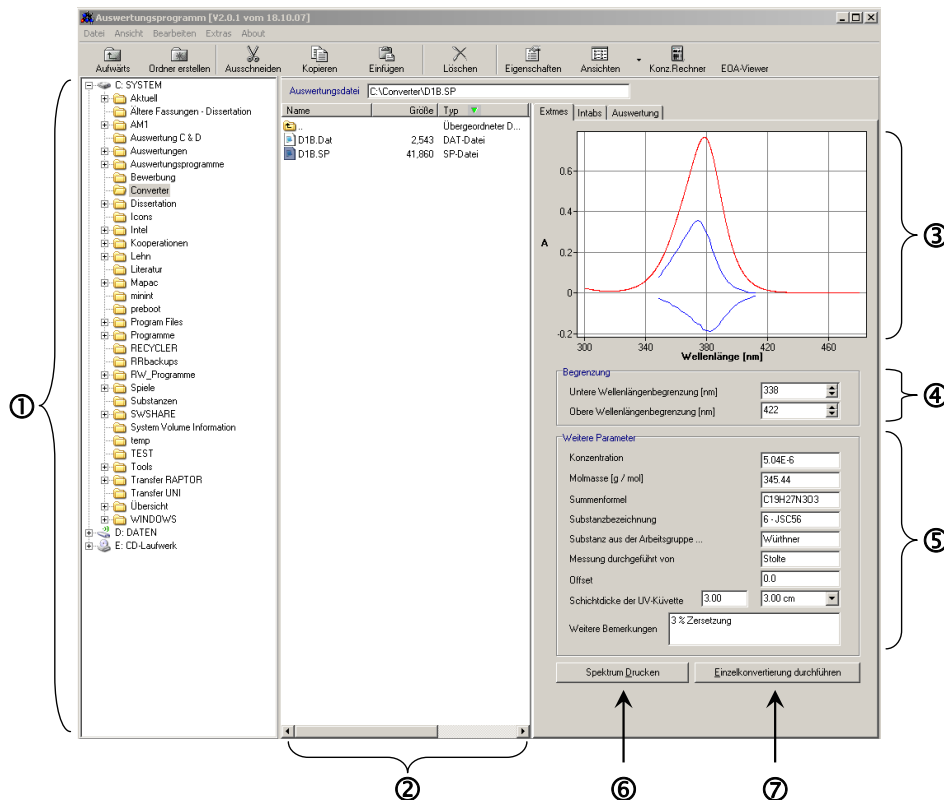 Auswertungsprogramm [V2.0.1 vom 18.10.07]
Datei Ansicht Bearbeiten Extras About
Aufwärts Ordner erstellen Ausschneiden Kopieren Einfügen Löschen Eigenschaften Ansichten Konz.Rechner EOA-Viewer
①
C: SYSTEM
Aktuell
Ältere Fassungen - Dissertation
AM1
Auswertung C & D
Auswertungen
Auswertungsprogramme
Bewerbung
Converter
Dissertation
Icons
Intel
Kooperationen
Lehn
Literatur
Mapac
minint
preboot
Program Files
Programme
RECYCLER
RRbackups
RW_Programme
Spiele
Substanzen
SWSHARE
System Volume Information
temp
TEST
Tools
Transfer RAPTOR
Transfer UNI
Übersicht
WINDOWS
D: DATEN
E: CD-Laufwerk
Auswertungsdatei C:\Converter\D1B.SP
Name Größe Typ
.. Übergeordneter D...
D1B.Dat 2,543 DAT-Datei
D1B.SP 41,860 SP-Datei
②
Extmes Intabs Auswertung
0.6
0.4
A
0.2
0
-0.2
300 340 380 420 460
Wellenlänge [nm]
③
Begrenzung
Untere Wellenlängenbegrenzung [nm] 338
Obere Wellenlängenbegrenzung [nm] 422
④
Weitere Parameter
Konzentration 5.04E-6
Molmasse [g / mol] 345.44
Summenformel C19H27N3O3
Substanzbezeichnung 6 - JSC56
Substanz aus der Arbeitsgruppe ... Würthner
Messung durchgeführt von Stolte
Offset 0.0
Schichtdicke der UV-Küvette 3.00 3.00 cm
Weitere Bemerkungen 3 % Zersetzung
⑤
Spektrum Drucken Einzelkonvertierung durchführen
⑥ ⑦